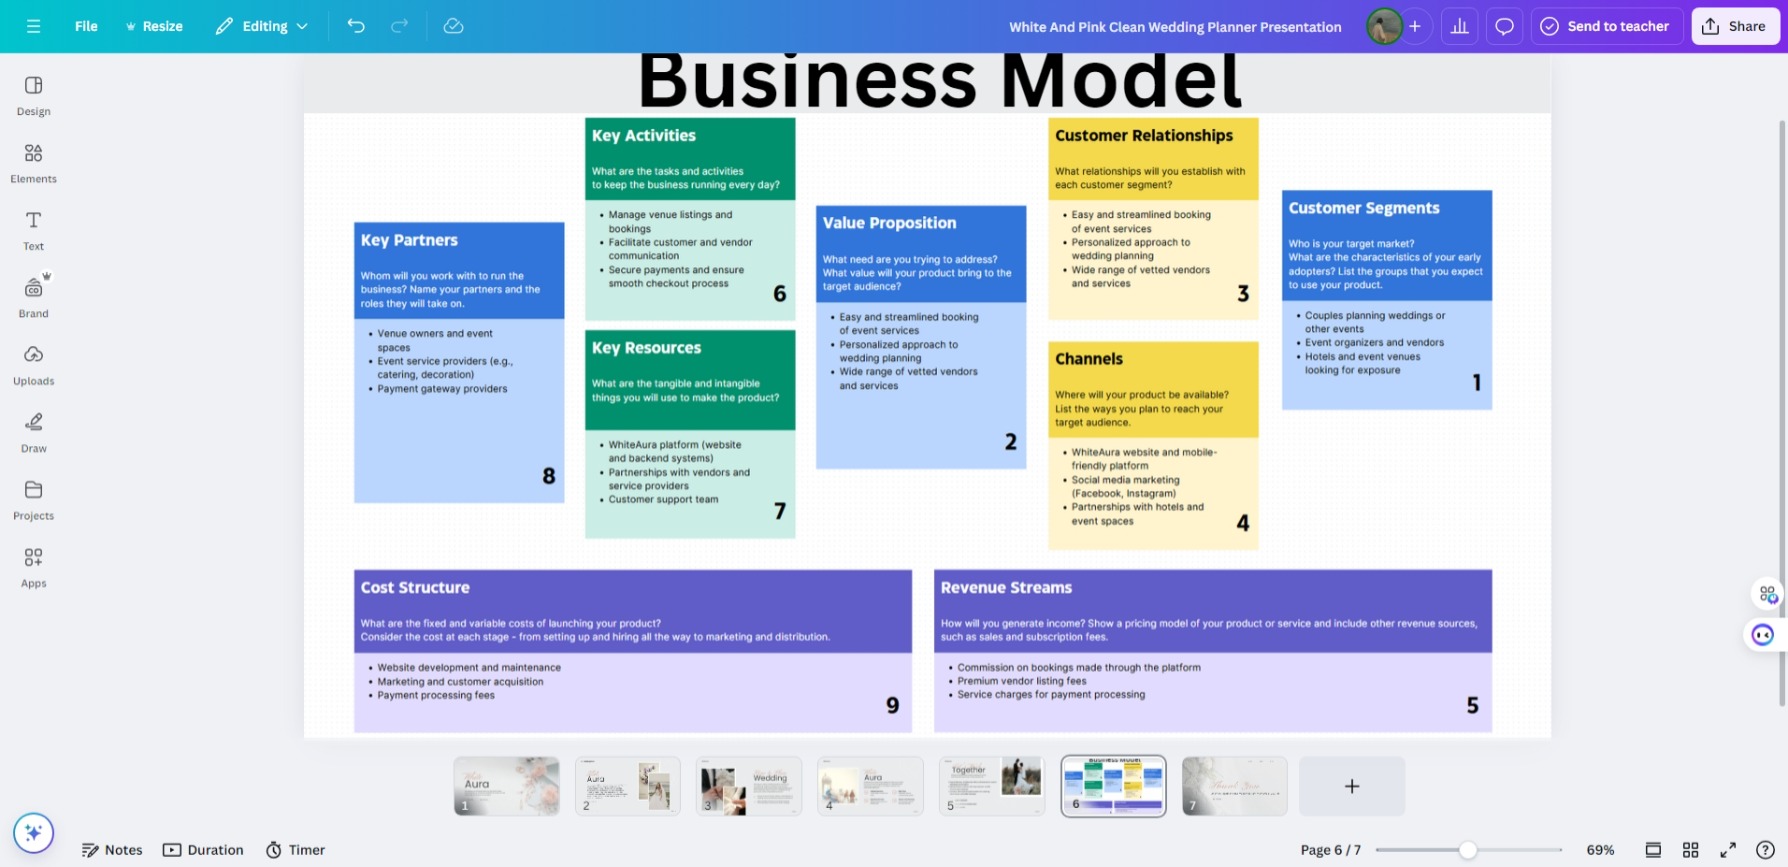 File
Resize
Editing
White And Pink Clean Wedding Planner Presentation
Send to teacher
Share
Design
Elements
Text
Brand
Uploads
Draw
Projects
Apps
Business Model
Key Partners
Whom will you work with to run the
business? Name your partners and the
roles they will take on.
• Venue owners and event
spaces
• Event service providers (e.g.,
catering, decoration)
• Payment gateway providers
8
Key Activities
What are the tasks and activities
to keep the business running every day?
• Manage venue listings and
bookings
• Facilitate customer and vendor
communication
• Secure payments and ensure
smooth checkout process
6
Key Resources
What are the tangible and intangible
things you will use to make the product?
• WhiteAura platform (website
and backend systems)
• Partnerships with vendors and
service providers
• Customer support team
7
Value Proposition
What need are you trying to address?
What value will your product bring to the
target audience?
• Easy and streamlined booking
of event services
• Personalized approach to
wedding planning
• Wide range of vetted vendors
and services
2
Customer Relationships
What relationships will you establish with
each customer segment?
• Easy and streamlined booking
of event services
• Personalized approach to
wedding planning
• Wide range of vetted vendors
and services
3
Channels
Where will your product be available?
List the ways you plan to reach your
target audience.
• WhiteAura website and mobile-
friendly platform
• Social media marketing
(Facebook, Instagram)
• Partnerships with hotels and
event spaces
4
Customer Segments
Who is your target market?
What are the characteristics of your early
adopters? List the groups that you expect
to use your product.
• Couples planning weddings or
other events
• Event organizers and vendors
• Hotels and event venues
looking for exposure
1
Cost Structure
What are the fixed and variable costs of launching your product?
Consider the cost at each stage - from setting up and hiring all the way to marketing and distribution.
• Website development and maintenance
• Marketing and customer acquisition
• Payment processing fees
9
Revenue Streams
How will you generate income? Show a pricing model of your product or service and include other revenue sources,
such as sales and subscription fees.
• Commission on bookings made through the platform
• Premium vendor listing fees
• Service charges for payment processing
5
Aura
1
Aura
2
Wedding
3
Aura
4
Together
5
Business Model
6
Thank You
7
Notes
Duration
Timer
Page 6 / 7
69%